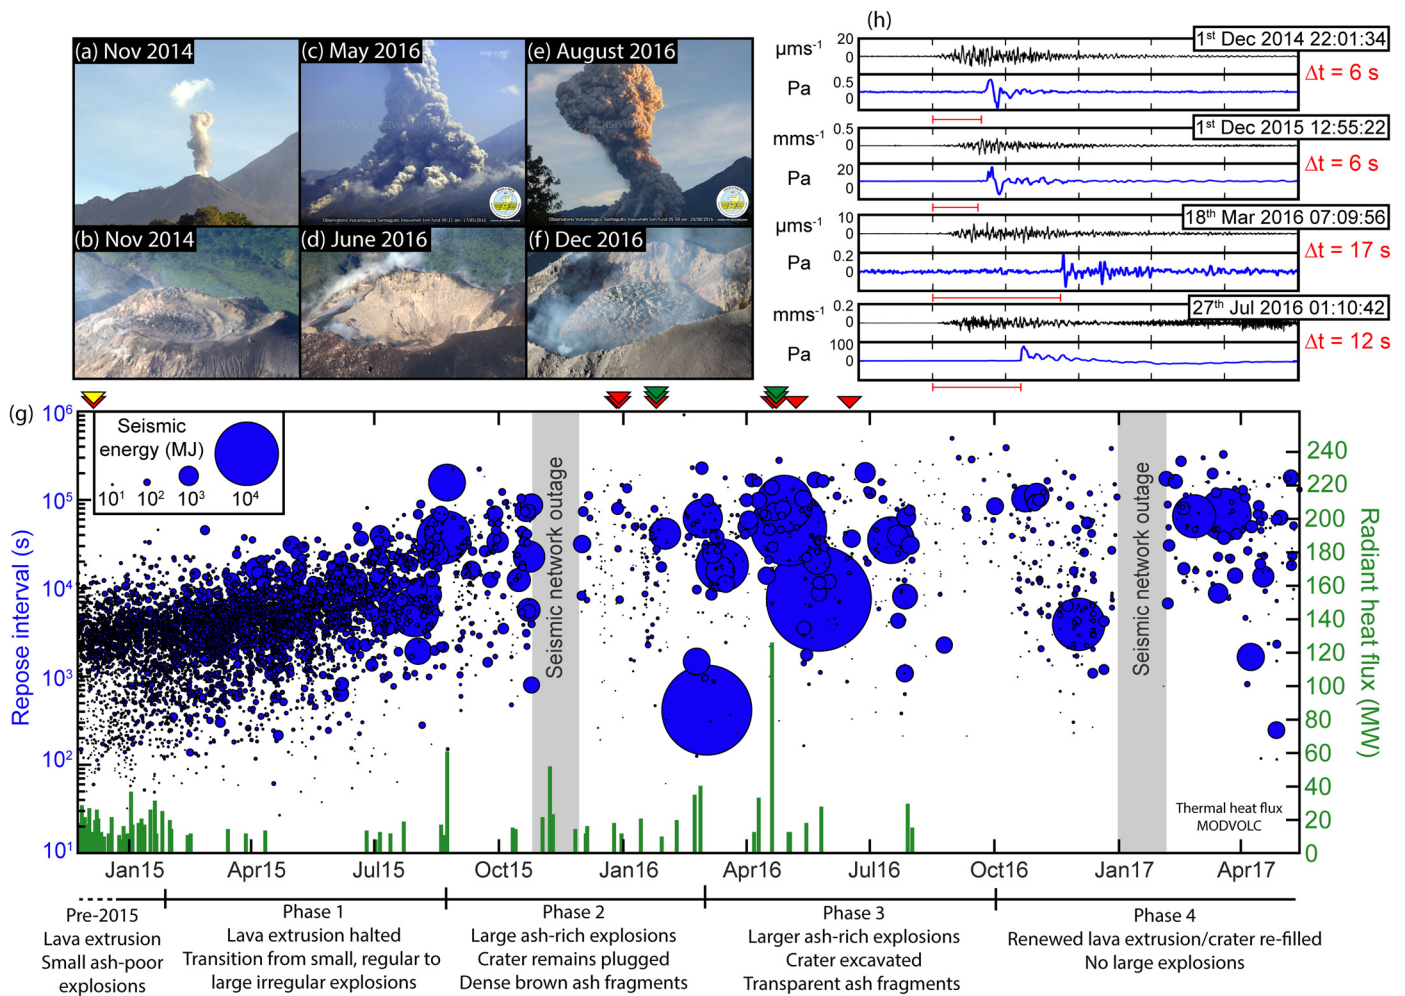 (a) Nov 2014
(c) May 2016
(e) August 2016
(b) Nov 2014
(d) June 2016
(f) Dec 2016
(h)
µms⁻¹
20
0
Pa
0.5
0
1st Dec 2014 22:01:34
Δt = 6 s
mms⁻¹
0.5
0
Pa
20
0
1st Dec 2015 12:55:22
Δt = 6 s
µms⁻¹
10
0
Pa
0.2
0
18th Mar 2016 07:09:56
Δt = 17 s
mms⁻¹
0.2
0
Pa
100
0
27th Jul 2016 01:10:42
Δt = 12 s
(g)
Seismic
energy (MJ)
10¹ 10² 10³ 10⁴
Repose interval (s)
10⁶
10⁵
10⁴
10³
10²
10¹
Seismic network outage
Seismic network outage
Radiant heat flux (MW)
240
220
200
180
160
140
120
100
80
60
40
20
0
Thermal heat flux
MODVOLC
Jan15 Apr15 Jul15 Oct15 Jan16 Apr16 Jul16 Oct16 Jan17 Apr17
Pre-2015
Lava extrusion
Small ash-poor
explosions
Phase 1
Lava extrusion halted
Transition from small, regular to
large irregular explosions
Phase 2
Large ash-rich explosions
Crater remains plugged
Dense brown ash fragments
Phase 3
Larger ash-rich explosions
Crater excavated
Transparent ash fragments
Phase 4
Renewed lava extrusion/crater re-filled
No large explosions